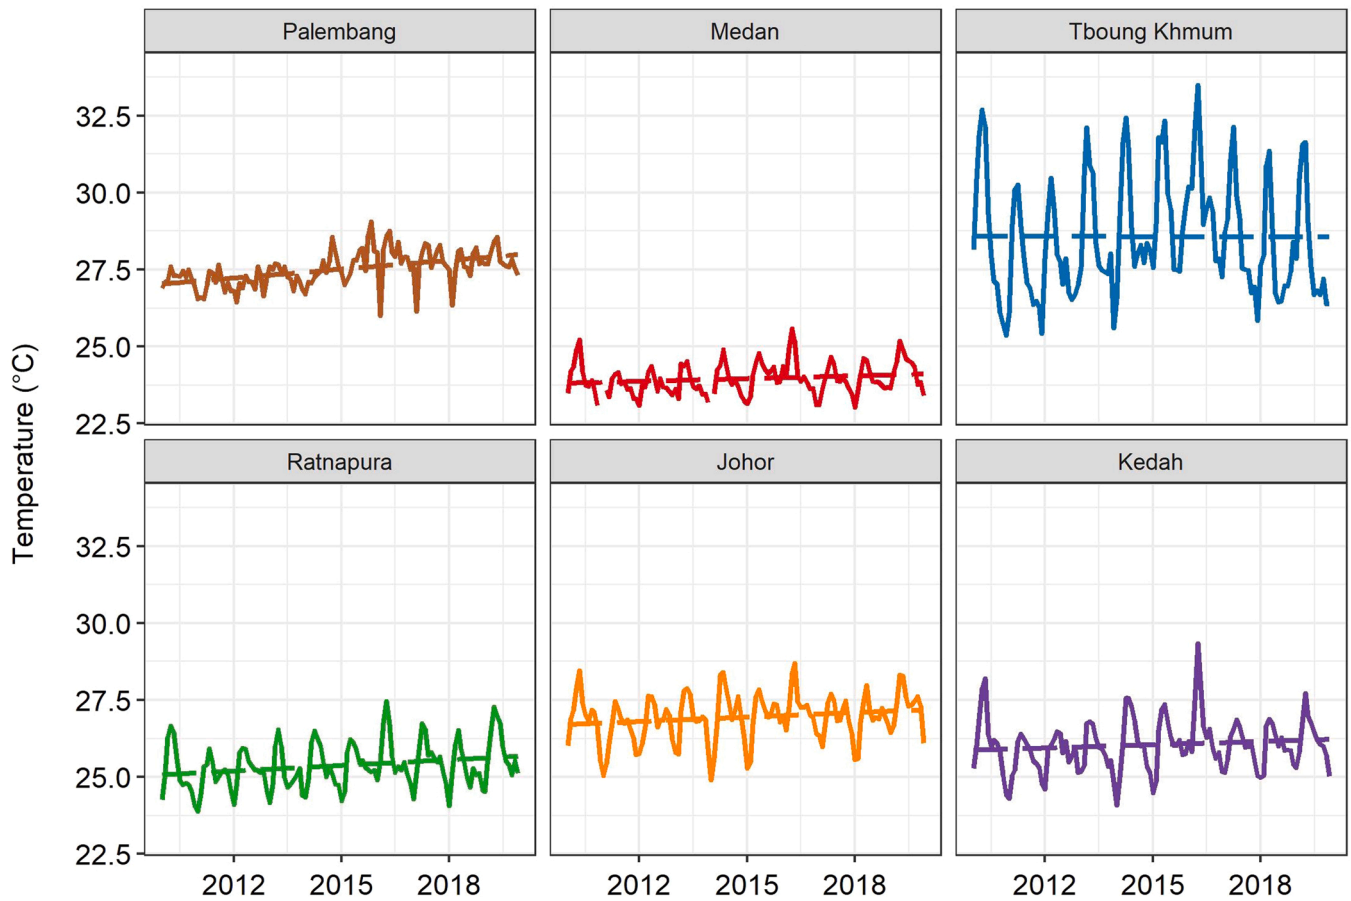 Palembang Medan Tboung Khmum
32.5
30.0
27.5
25.0
22.5
Temperature (°C)
Ratnapura Johor Kedah
32.5
30.0
27.5
25.0
22.5
2012 2015 2018 2012 2015 2018 2012 2015 2018